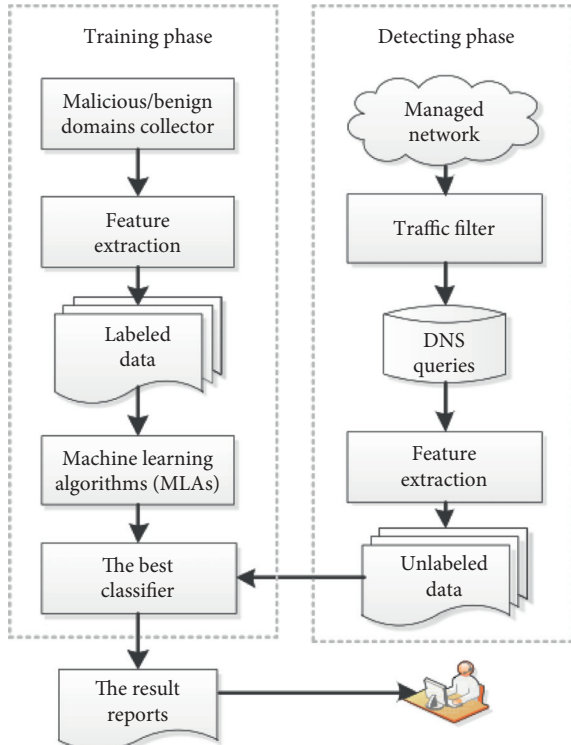 Training phase
Malicious/benign
domains collector
Feature
extraction
Labeled
data
Machine learning
algorithms (MLAs)
The best
classifier
The result
reports
Detecting phase
Managed
network
Traffic filter
DNS
queries
Feature
extraction
Unlabeled
data